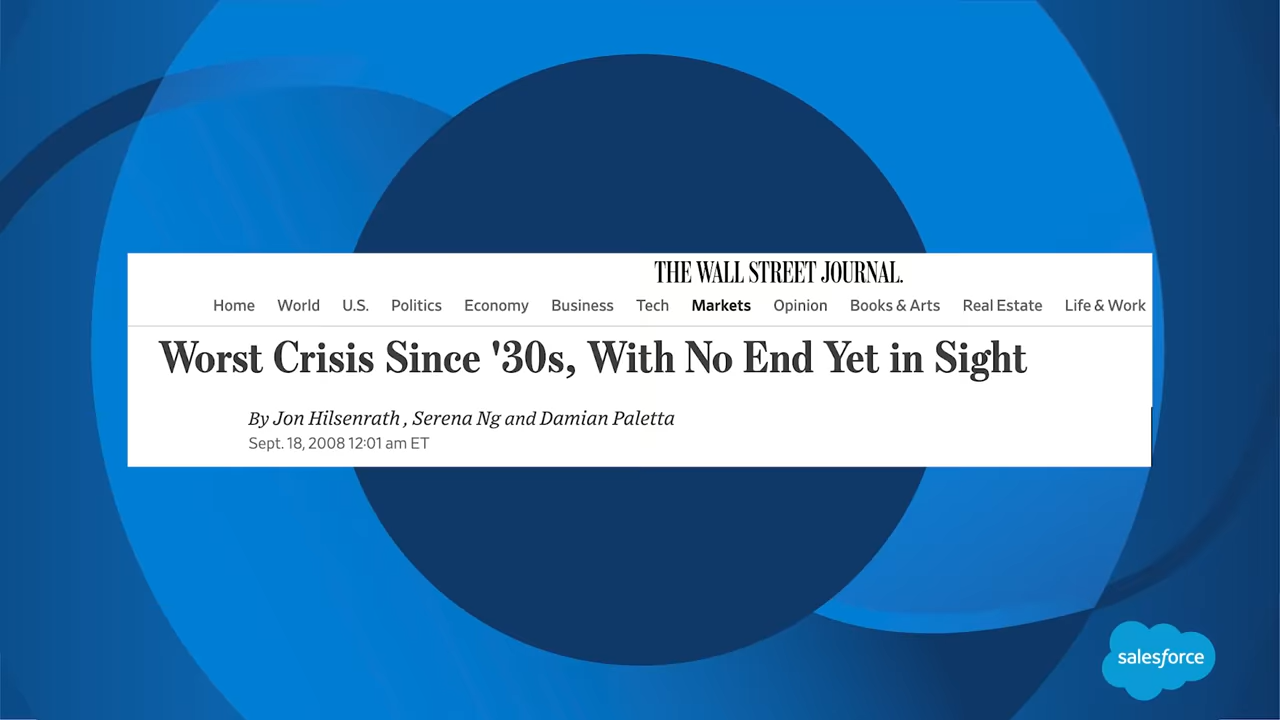 THE WALL STREET JOURNAL.
Home World U.S. Politics Economy Business Tech Markets Opinion Books & Arts Real Estate Life & Work
Worst Crisis Since '30s, With No End Yet in Sight
By Jon Hilsenrath , Serena Ng and Damian Paletta
Sept. 18, 2008 12:01 am ET
salesforce